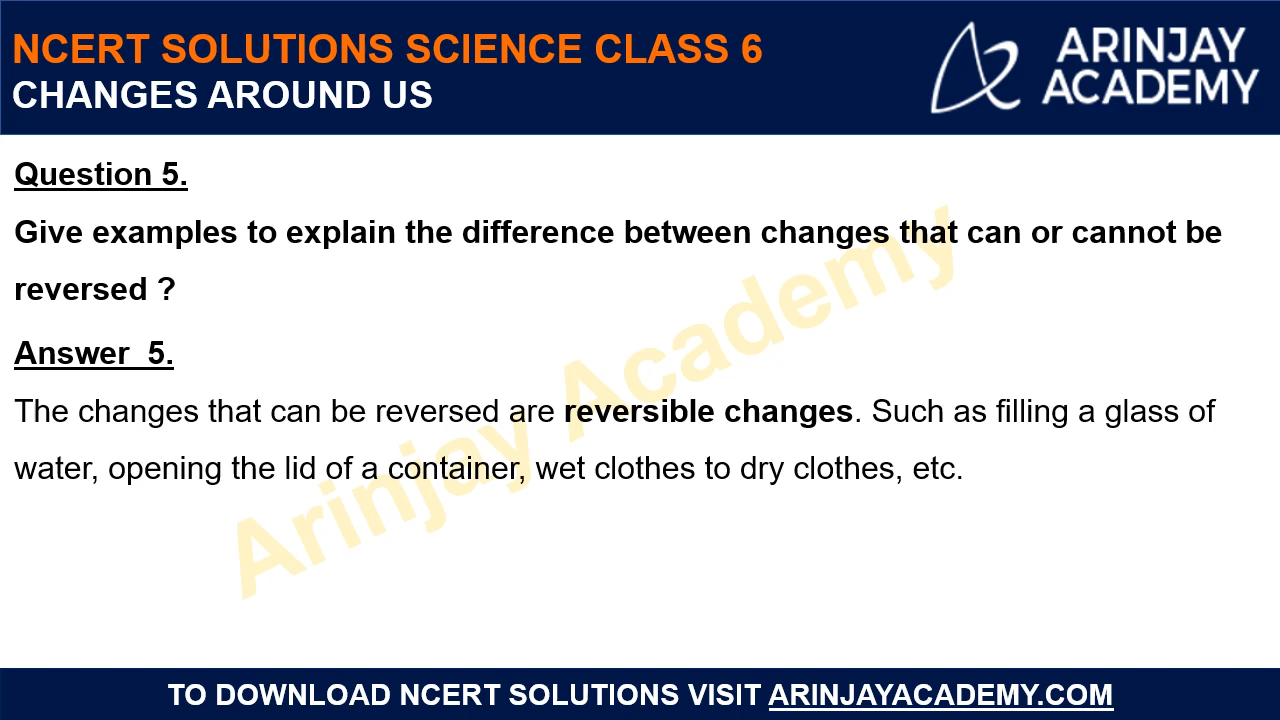 NCERT SOLUTIONS SCIENCE CLASS 6
CHANGES AROUND US
ARINJAY
ACADEMY
Question 5.
Give examples to explain the difference between changes that can or cannot be
reversed ?
Answer  5.
The changes that can be reversed are reversible changes. Such as filling a glass of
water, opening the lid of a container, wet clothes to dry clothes, etc.
Arinjay Academy
TO DOWNLOAD NCERT SOLUTIONS VISIT ARINJAYACADEMY.COM